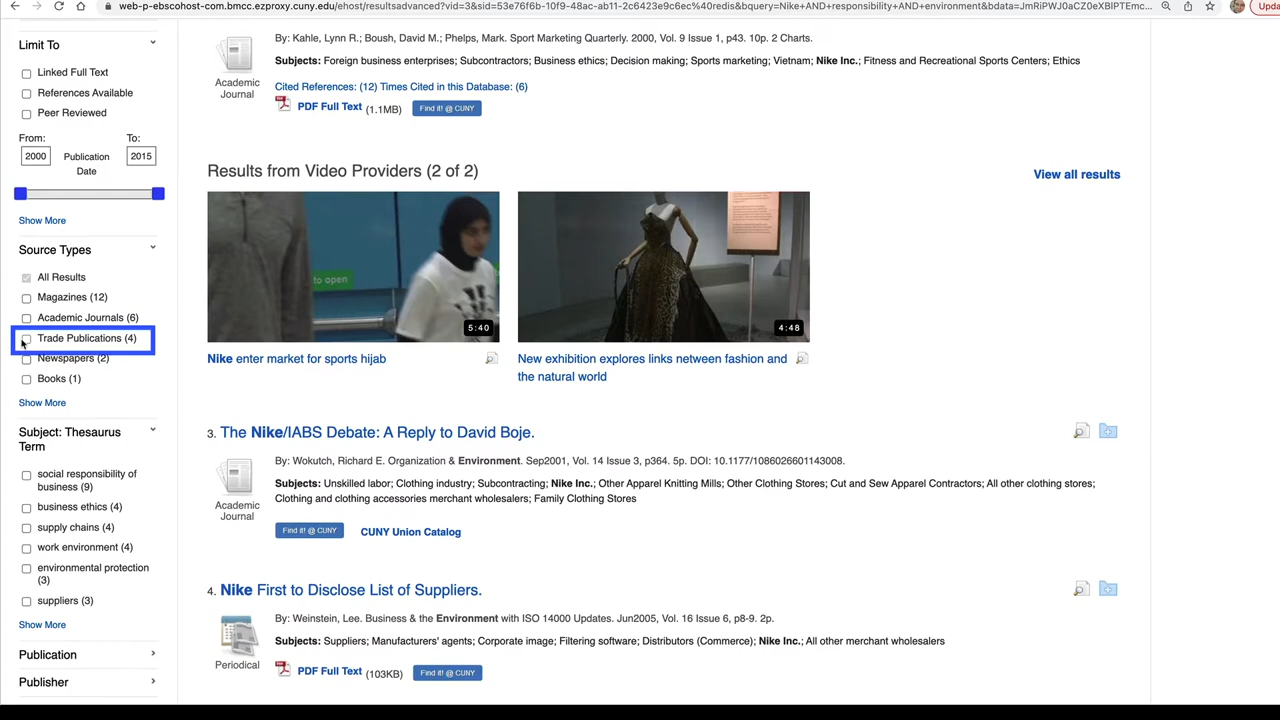 web-p-ebscohost-com.bmcc.ezproxy.cuny.edu/ehost/resultsadvanced?vid=3&sid=53e76f6b-10f9-48ac-ab11-2c6423e9c6ec%40redis&bquery=Nike+AND+responsibility+AND+environment&bdata=JmRiPWJ0aCZ0eXBIPTEmc...
Upda
Limit To
Linked Full Text
References Available
Peer Reviewed
From:
To:
2000
Publication Date
2015
Show More
Source Types
All Results
Magazines (12)
Academic Journals (6)
Trade Publications (4)
Newspapers (2)
Books (1)
Show More
Subject: Thesaurus
Term
social responsibility of
business (9)
business ethics (4)
supply chains (4)
work environment (4)
environmental protection
(3)
suppliers (3)
Show More
Publication
Publisher
By: Kahle, Lynn R.; Boush, David M.; Phelps, Mark. Sport Marketing Quarterly. 2000, Vol. 9 Issue 1, p43. 10p. 2 Charts.
Academic
Journal
Subjects: Foreign business enterprises; Subcontractors; Business ethics; Decision making; Sports marketing; Vietnam; Nike Inc.; Fitness and Recreational Sports Centers; Ethics
Cited References: (12) Times Cited in this Database: (6)
PDF Full Text (1.1MB) Find it! @ CUNY
Results from Video Providers (2 of 2)
View all results
to open
5:40
4:48
Nike enter market for sports hijab
New exhibition explores links between fashion and
the natural world
3. The Nike/IABS Debate: A Reply to David Boje.
By: Wokutch, Richard E. Organization & Environment. Sep2001, Vol. 14 Issue 3, p364. 5p. DOI: 10.1177/1086026601143008.
Academic
Journal
Subjects: Unskilled labor; Clothing industry; Subcontracting; Nike Inc.; Other Apparel Knitting Mills; Other Clothing Stores; Cut and Sew Apparel Contractors; All other clothing stores;
Clothing and clothing accessories merchant wholesalers; Family Clothing Stores
Find it! @ CUNY CUNY Union Catalog
4. Nike First to Disclose List of Suppliers.
By: Weinstein, Lee. Business & the Environment with ISO 14000 Updates. Jun2005, Vol. 16 Issue 6, p8-9. 2p.
Periodical
Subjects: Suppliers; Manufacturers' agents; Corporate image; Filtering software; Distributors (Commerce); Nike Inc.; All other merchant wholesalers
PDF Full Text (103KB) Find it! @ CUNY